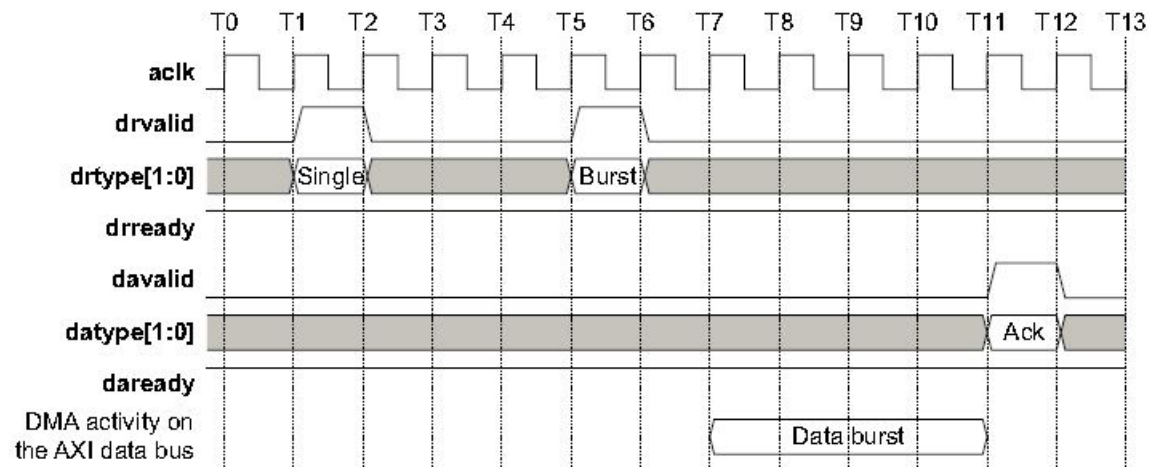 T0 T1 T2 T3 T4 T5 T6 T7 T8 T9 T10 T11 T12 T13
aclk
drvalid
drtype[1:0] Single Burst
drready
davalid
datype[1:0] Ack
daready
DMA activity on
the AXI data bus
Data burst